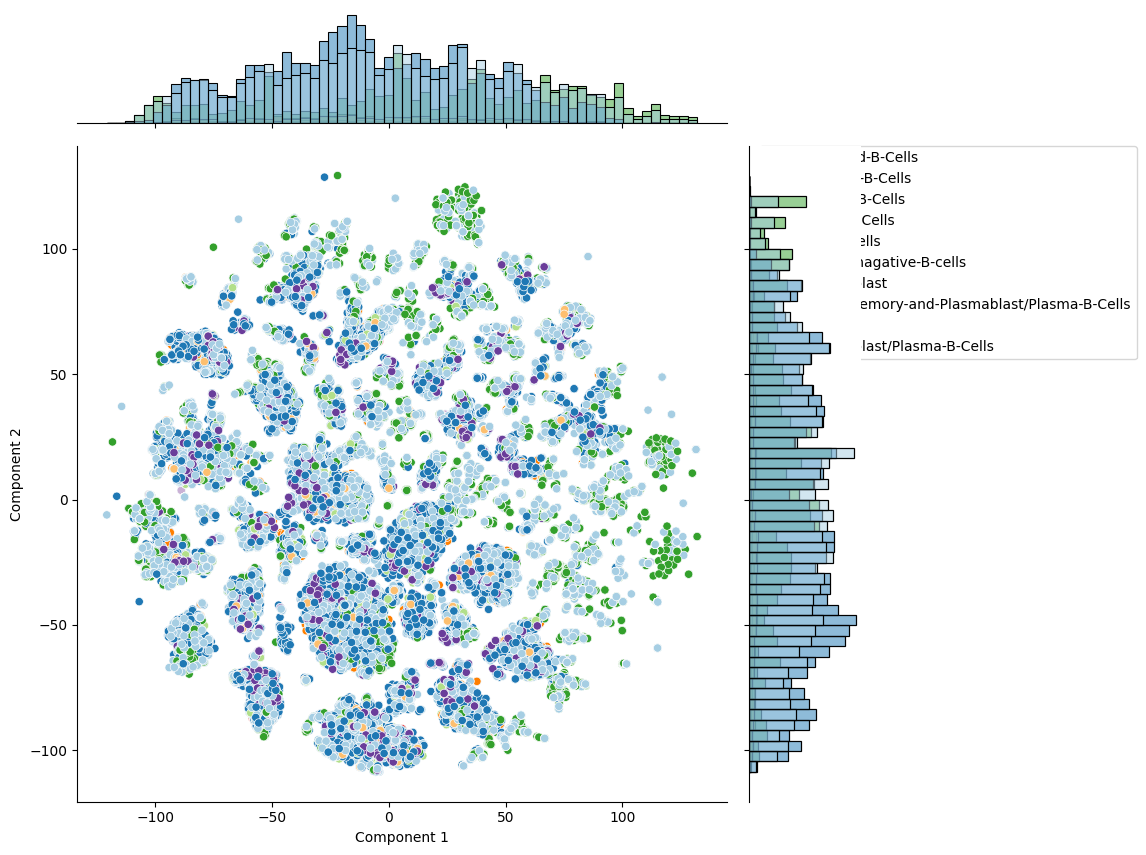 d-B-Cells
-B-Cells
B-Cells
Cells
ells
nagative-B-cells
last
emory-and-Plasmablast/Plasma-B-Cells
last/Plasma-B-Cells
100
50
0
−50
−100
Component 2
−100 −50 0 50 100
Component 1